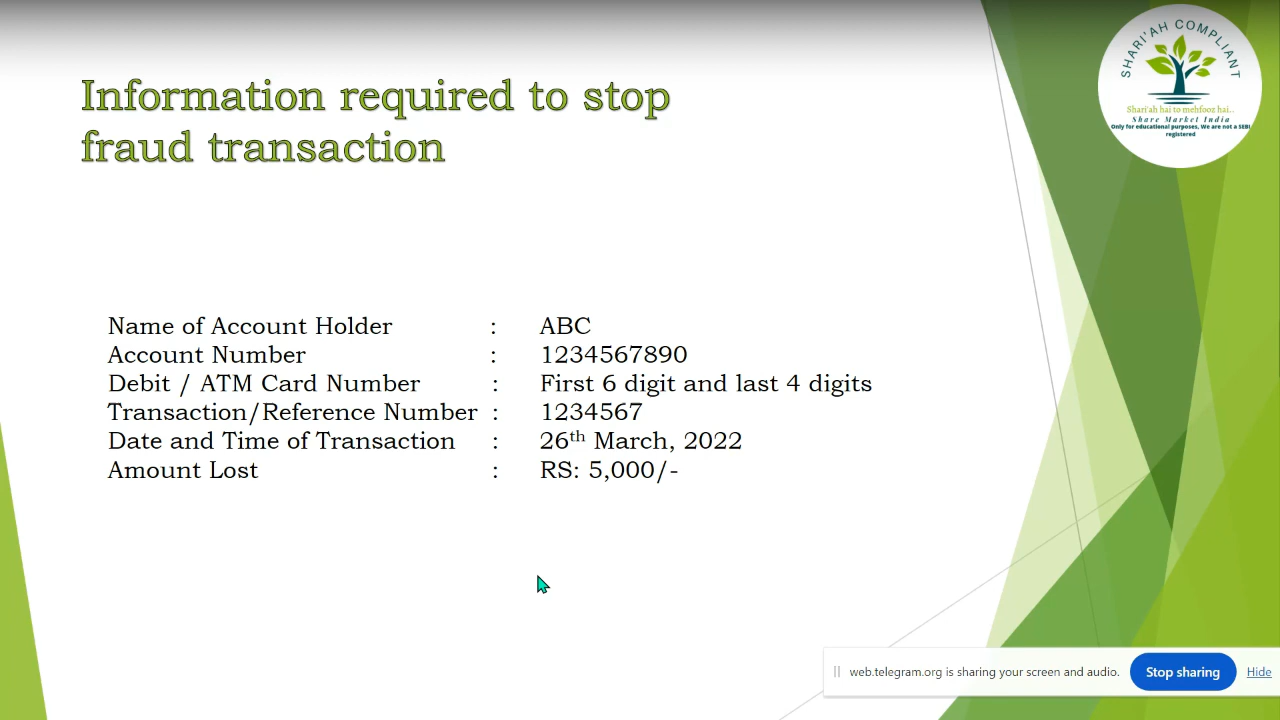 Information required to stop
fraud transaction
SHARI'AH COMPLIANT
Shari'ah hai to mehfooz hai...
Share Market India
Only for educational purposes, We are not a SEBI
registered
Name of Account Holder : ABC
Account Number : 1234567890
Debit / ATM Card Number : First 6 digit and last 4 digits
Transaction/Reference Number : 1234567
Date and Time of Transaction : 26th March, 2022
Amount Lost : RS: 5,000/-
web.telegram.org is sharing your screen and audio. Stop sharing Hide